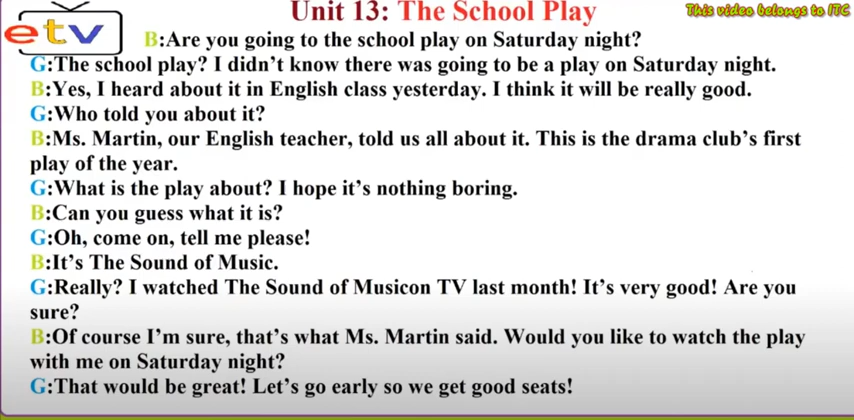 Unit 13: The School Play
This video belongs to ITC
etv
B:Are you going to the school play on Saturday night?
G:The school play? I didn't know there was going to be a play on Saturday night.
B:Yes, I heard about it in English class yesterday. I think it will be really good.
G:Who told you about it?
B:Ms. Martin, our English teacher, told us all about it. This is the drama club's first
play of the year.
G:What is the play about? I hope it's nothing boring.
B:Can you guess what it is?
G:Oh, come on, tell me please!
B:It's The Sound of Music.
G:Really? I watched The Sound of Musicon TV last month! It's very good! Are you
sure?
B:Of course I'm sure, that's what Ms. Martin said. Would you like to watch the play
with me on Saturday night?
G:That would be great! Let's go early so we get good seats!